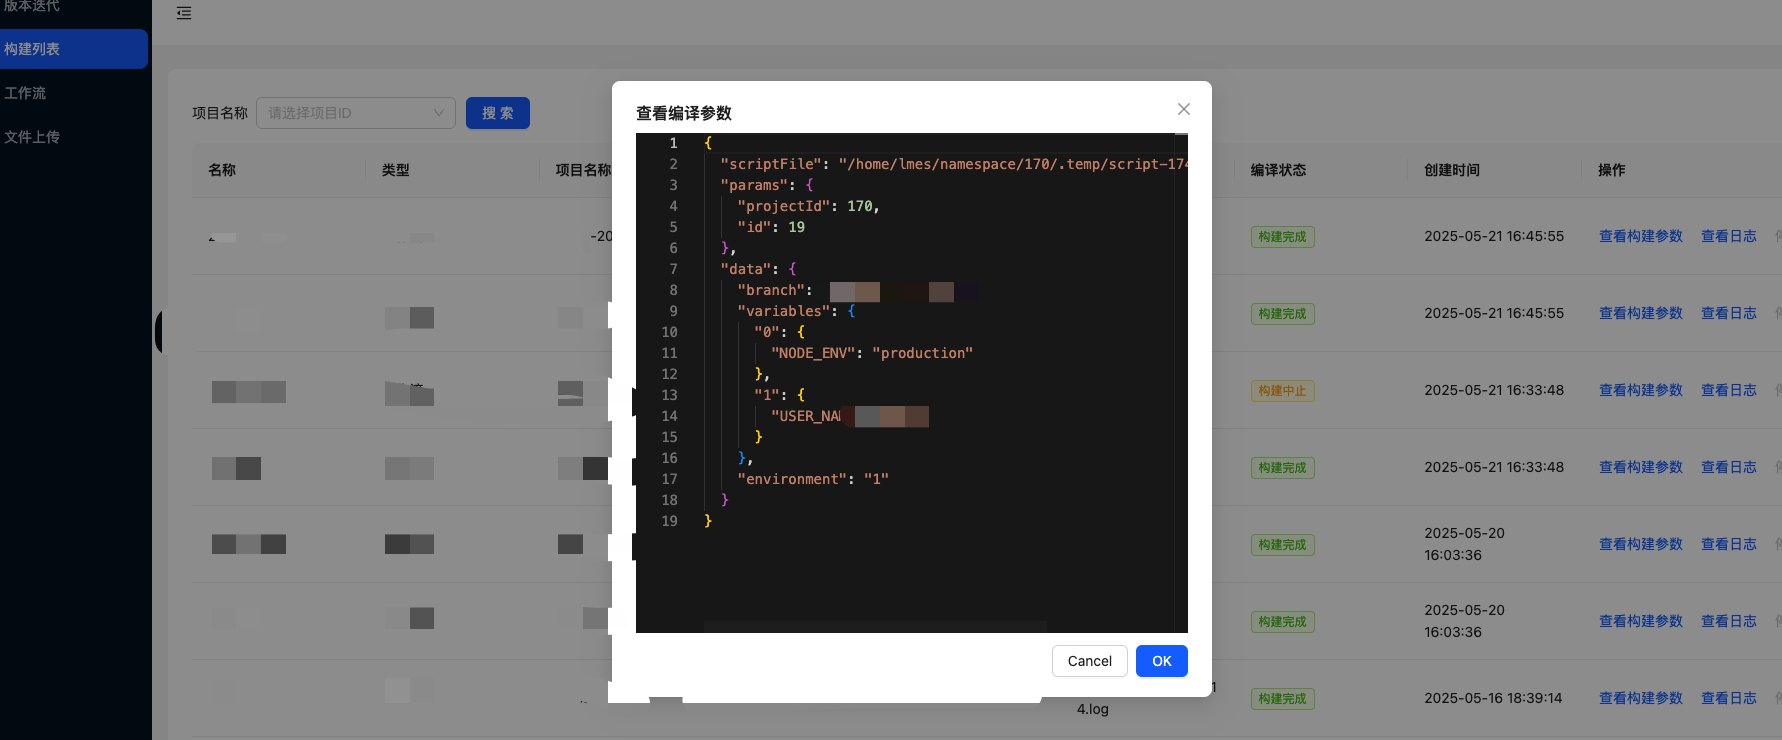 版本迭代
构建列表
工作流
文件上传
项目名称 请选择项目ID 搜 索
名称 类型 项目名称 编译状态 创建时间 操作
-20 构建完成 2025-05-21 16:45:55 查看构建参数 查看日志
构建完成 2025-05-21 16:45:55 查看构建参数 查看日志
构建中止 2025-05-21 16:33:48 查看构建参数 查看日志
构建完成 2025-05-21 16:33:48 查看构建参数 查看日志
构建完成 2025-05-20 16:03:36 查看构建参数 查看日志
构建完成 2025-05-20 16:03:36 查看构建参数 查看日志
4.log 构建完成 2025-05-16 18:39:14 查看构建参数 查看日志
查看编译参数
1 {
2 "scriptFile": "/home/lmes/namespace/170/.temp/script-174
3 "params": {
4 "projectId": 170,
5 "id": 19
6 },
7 "data": {
8 "branch":
9 "variables": {
10 "0": {
11 "NODE_ENV": "production"
12 },
13 "1": {
14 "USER_NA
15 }
16 },
17 "environment": "1"
18 }
19 }
Cancel OK